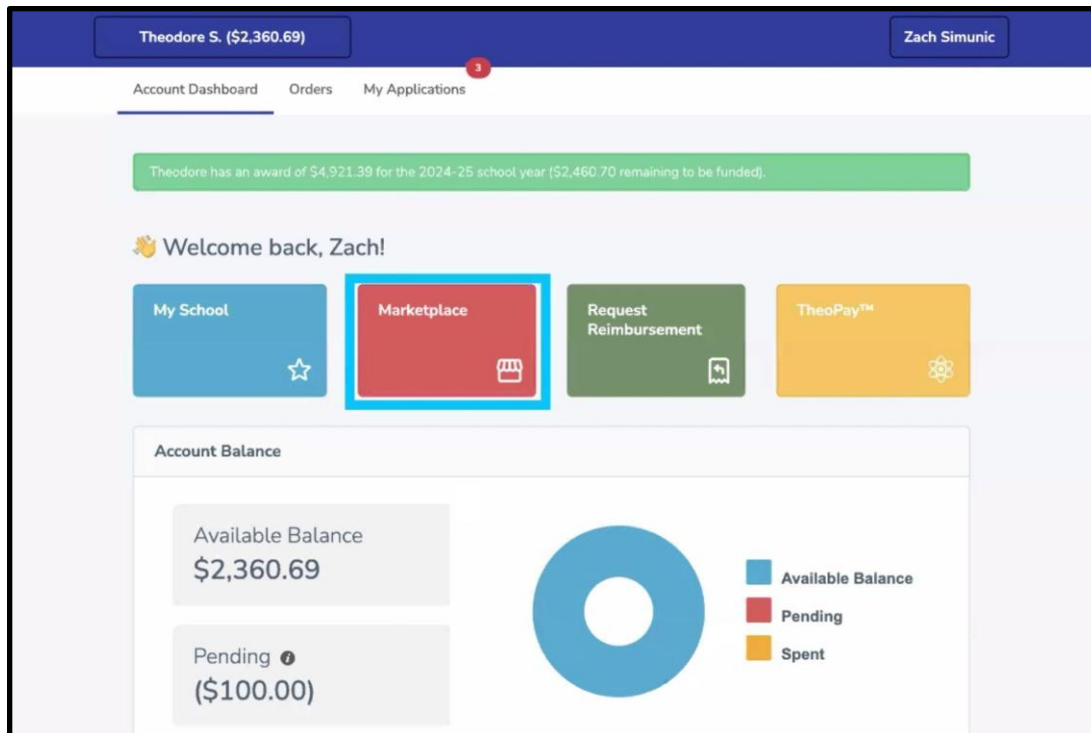 Theodore S. ($2,360.69)
Zach Simunic
Account Dashboard
Orders
My Applications
3
Theodore has an award of $4,921.39 for the 2024-25 school year ($2,460.70 remaining to be funded).
👋 Welcome back, Zach!
My School
Marketplace
Request
Reimbursement
TheoPay™
Account Balance
Available Balance
$2,360.69
Pending
($100.00)
Available Balance
Pending
Spent